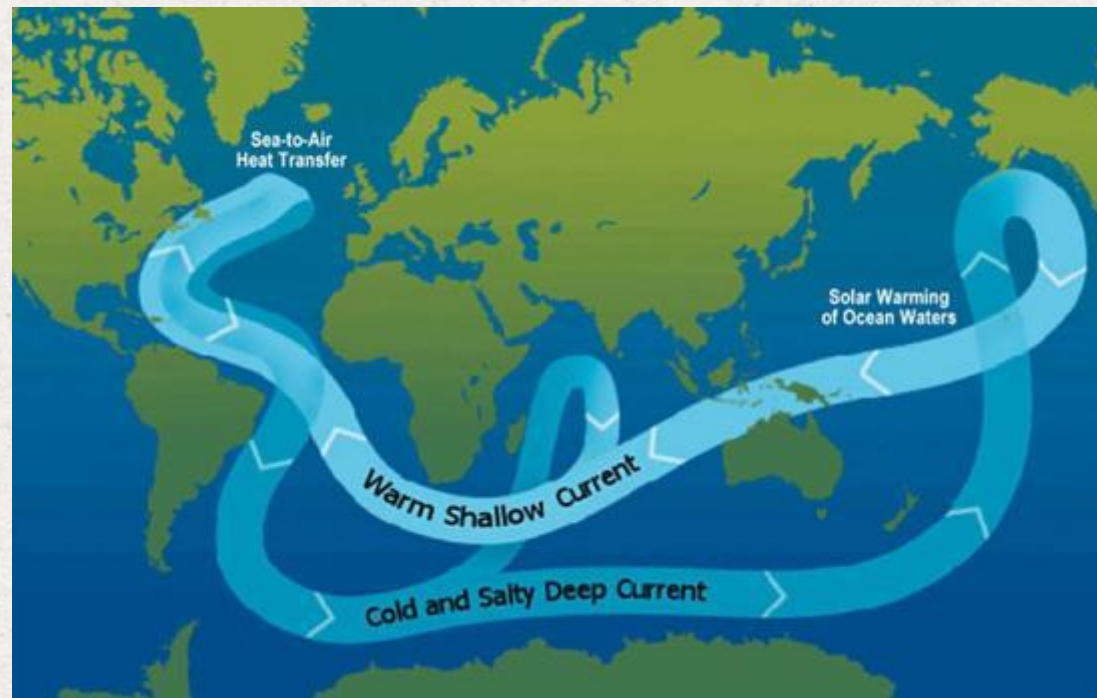 Sea-to-Air
Heat Transfer
Solar Warming
of Ocean Waters
Warm Shallow Current
Cold and Salty Deep Current